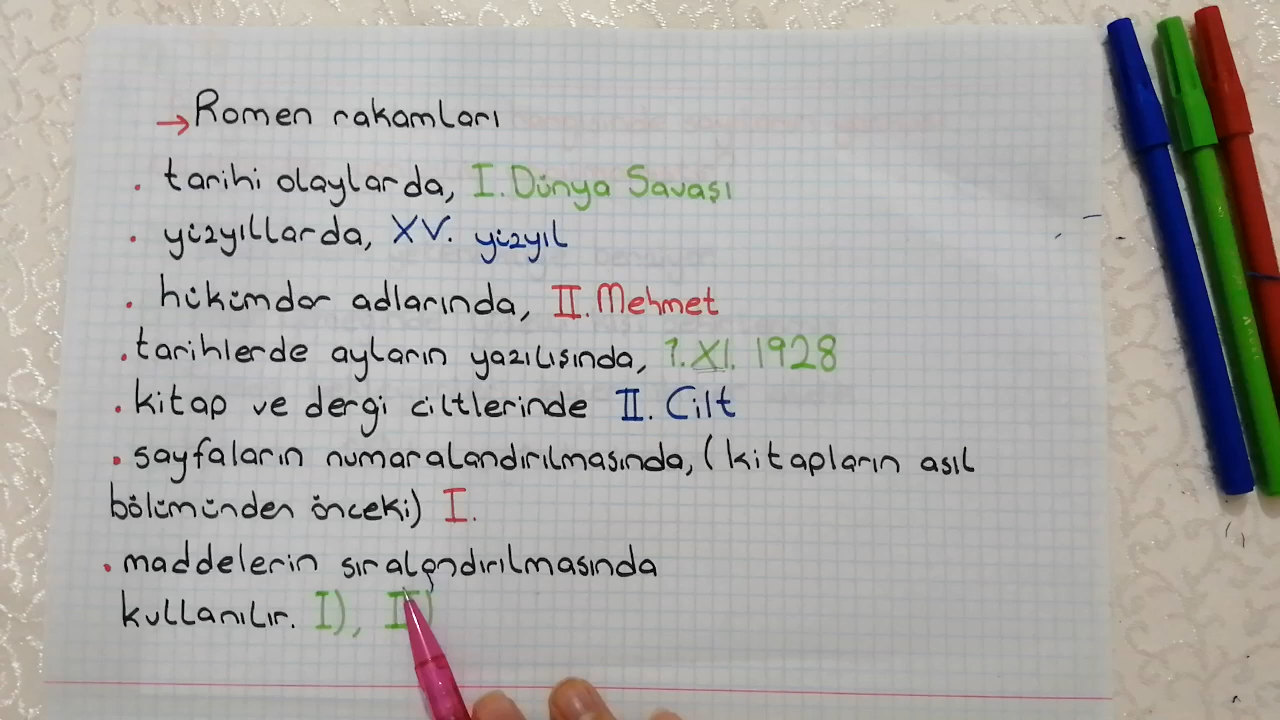 →Romen rakamları
. tarihi olaylarda, I. Dünya Savaşı
. yüzyıllarda, XV. yüzyıl
. hükümdar adlarında, II. Mehmet
.tarihlerde ayların yazılışında, 1.XI. 1928
.kitap ve dergi ciltlerinde II. Cilt
.sayfaların numaralandırılmasında, (kitapların asıl
bölümünden önceki) I.
.maddelerin sıralandırılmasında
kullanılır. I), II)